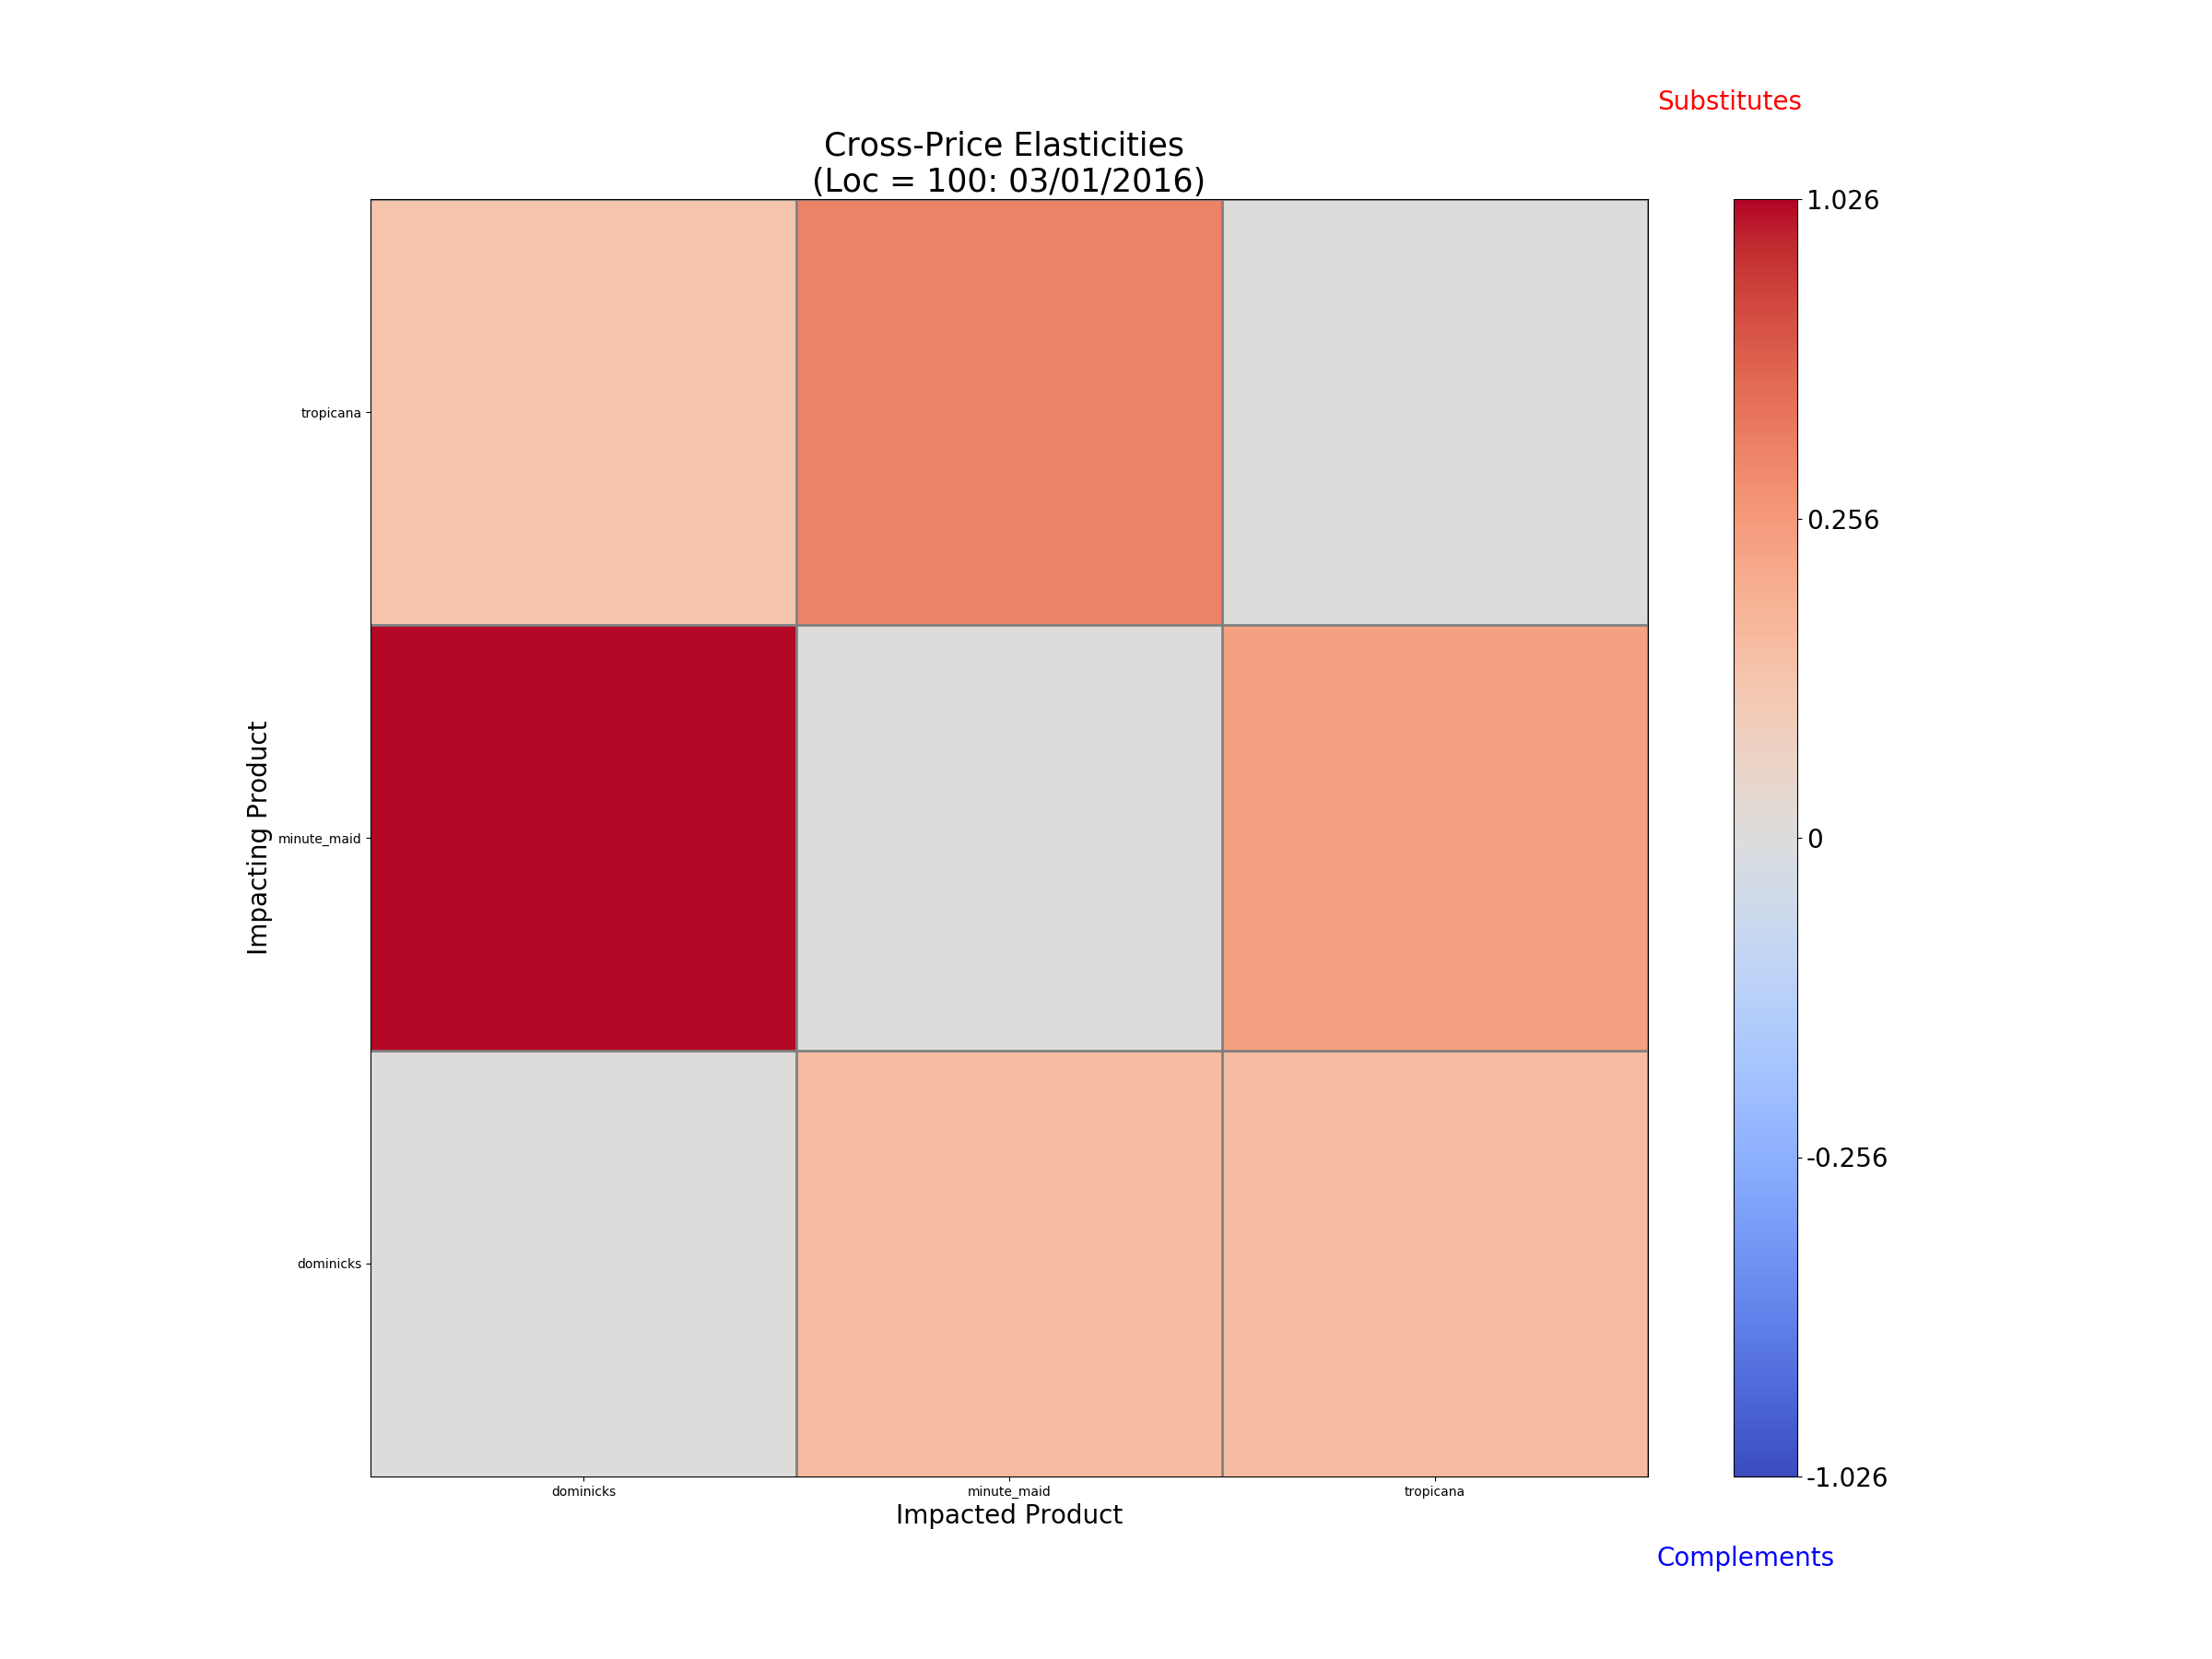 Substitutes
Cross-Price Elasticities
(Loc = 100: 03/01/2016)
1.026
0.256
0
-0.256
-1.026
tropicana
minute_maid
dominicks
Impacting Product
dominicks
minute_maid
tropicana
Impacted Product
Complements